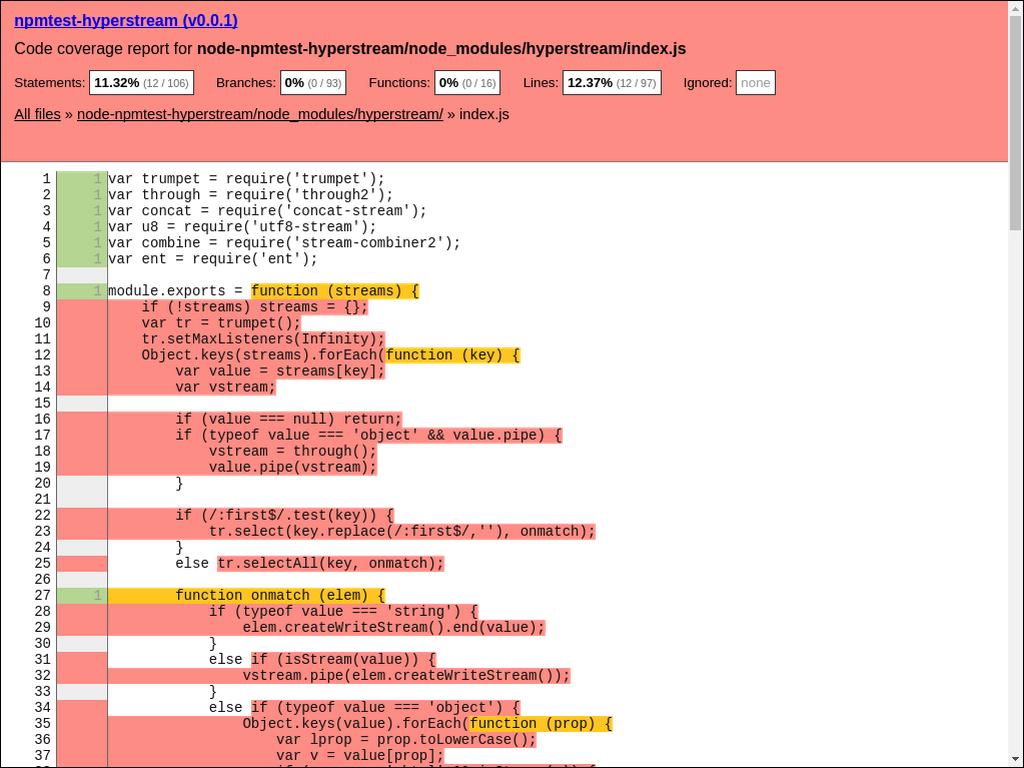 npmtest-hyperstream (v0.0.1)
Code coverage report for node-npmtest-hyperstream/node_modules/hyperstream/index.js
Statements: 11.32% (12 / 106) Branches: 0% (0 / 93) Functions: 0% (0 / 16) Lines: 12.37% (12 / 97) Ignored: none
All files » node-npmtest-hyperstream/node_modules/hyperstream/ » index.js
1 1 var trumpet = require('trumpet');
2 1 var through = require('through2');
3 1 var concat = require('concat-stream');
4 1 var u8 = require('utf8-stream');
5 1 var combine = require('stream-combiner2');
6 1 var ent = require('ent');
7
8 1 module.exports = function (streams) {
9 if (!streams) streams = {};
10 var tr = trumpet();
11 tr.setMaxListeners(Infinity);
12 Object.keys(streams).forEach(function (key) {
13 var value = streams[key];
14 var vstream;
15
16 if (value === null) return;
17 if (typeof value === 'object' && value.pipe) {
18 vstream = through();
19 value.pipe(vstream);
20 }
21
22 if (/:first$/.test(key)) {
23 tr.select(key.replace(/:first$/,''), onmatch);
24 }
25 else tr.selectAll(key, onmatch);
26
27 1 function onmatch (elem) {
28 if (typeof value === 'string') {
29 elem.createWriteStream().end(value);
30 }
31 else if (isStream(value)) {
32 vstream.pipe(elem.createWriteStream());
33 }
34 else if (typeof value === 'object') {
35 Object.keys(value).forEach(function (prop) {
36 var lprop = prop.toLowerCase();
37 var v = value[prop];